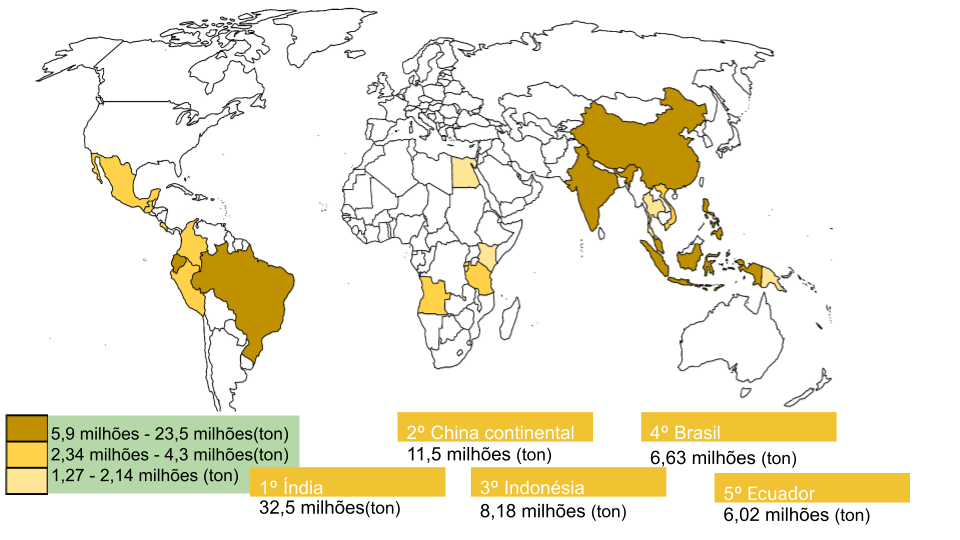 5,9 milhões - 23,5 milhões(ton)
2,34 milhões - 4,3 milhões(ton)
1,27 - 2,14 milhões (ton)
1º Índia
32,5 milhões(ton)
2º China continental
11,5 milhões (ton)
3º Indonésia
8,18 milhões (ton)
4º Brasil
6,63 milhões (ton)
5º Ecuador
6,02 milhões (ton)